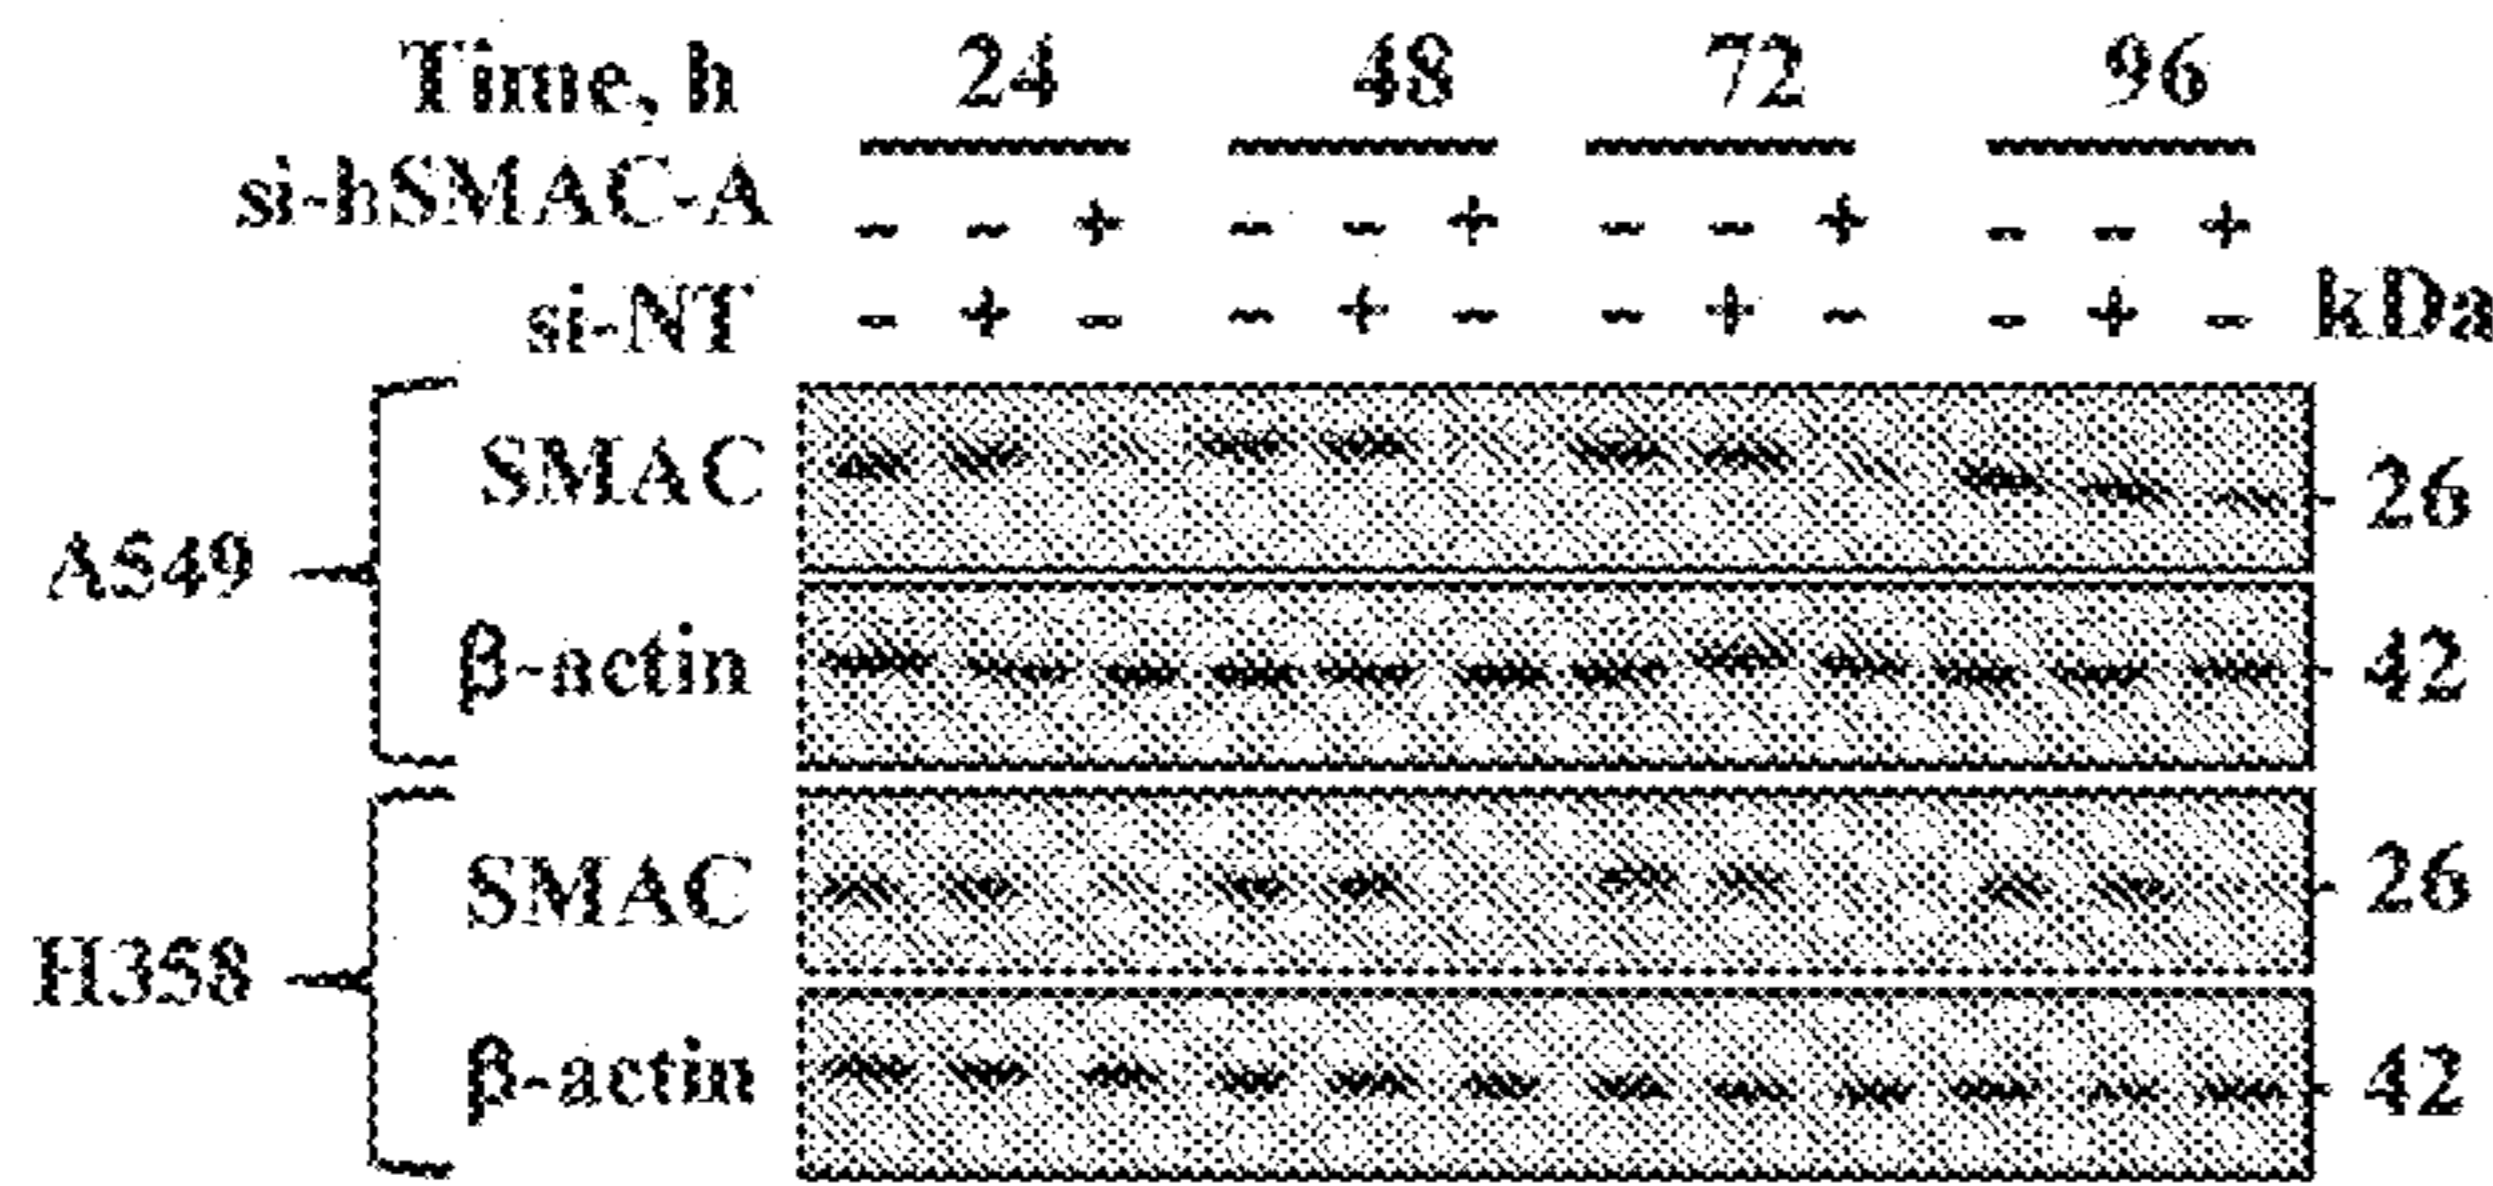 Time, h 24 48 72 96
si-hSMAC-A - - + - - + - - + - - +
si-NT - + - - + - - + - - + - kDa
SMAC 26
A549
β-actin 42
SMAC 26
H358
β-actin 42